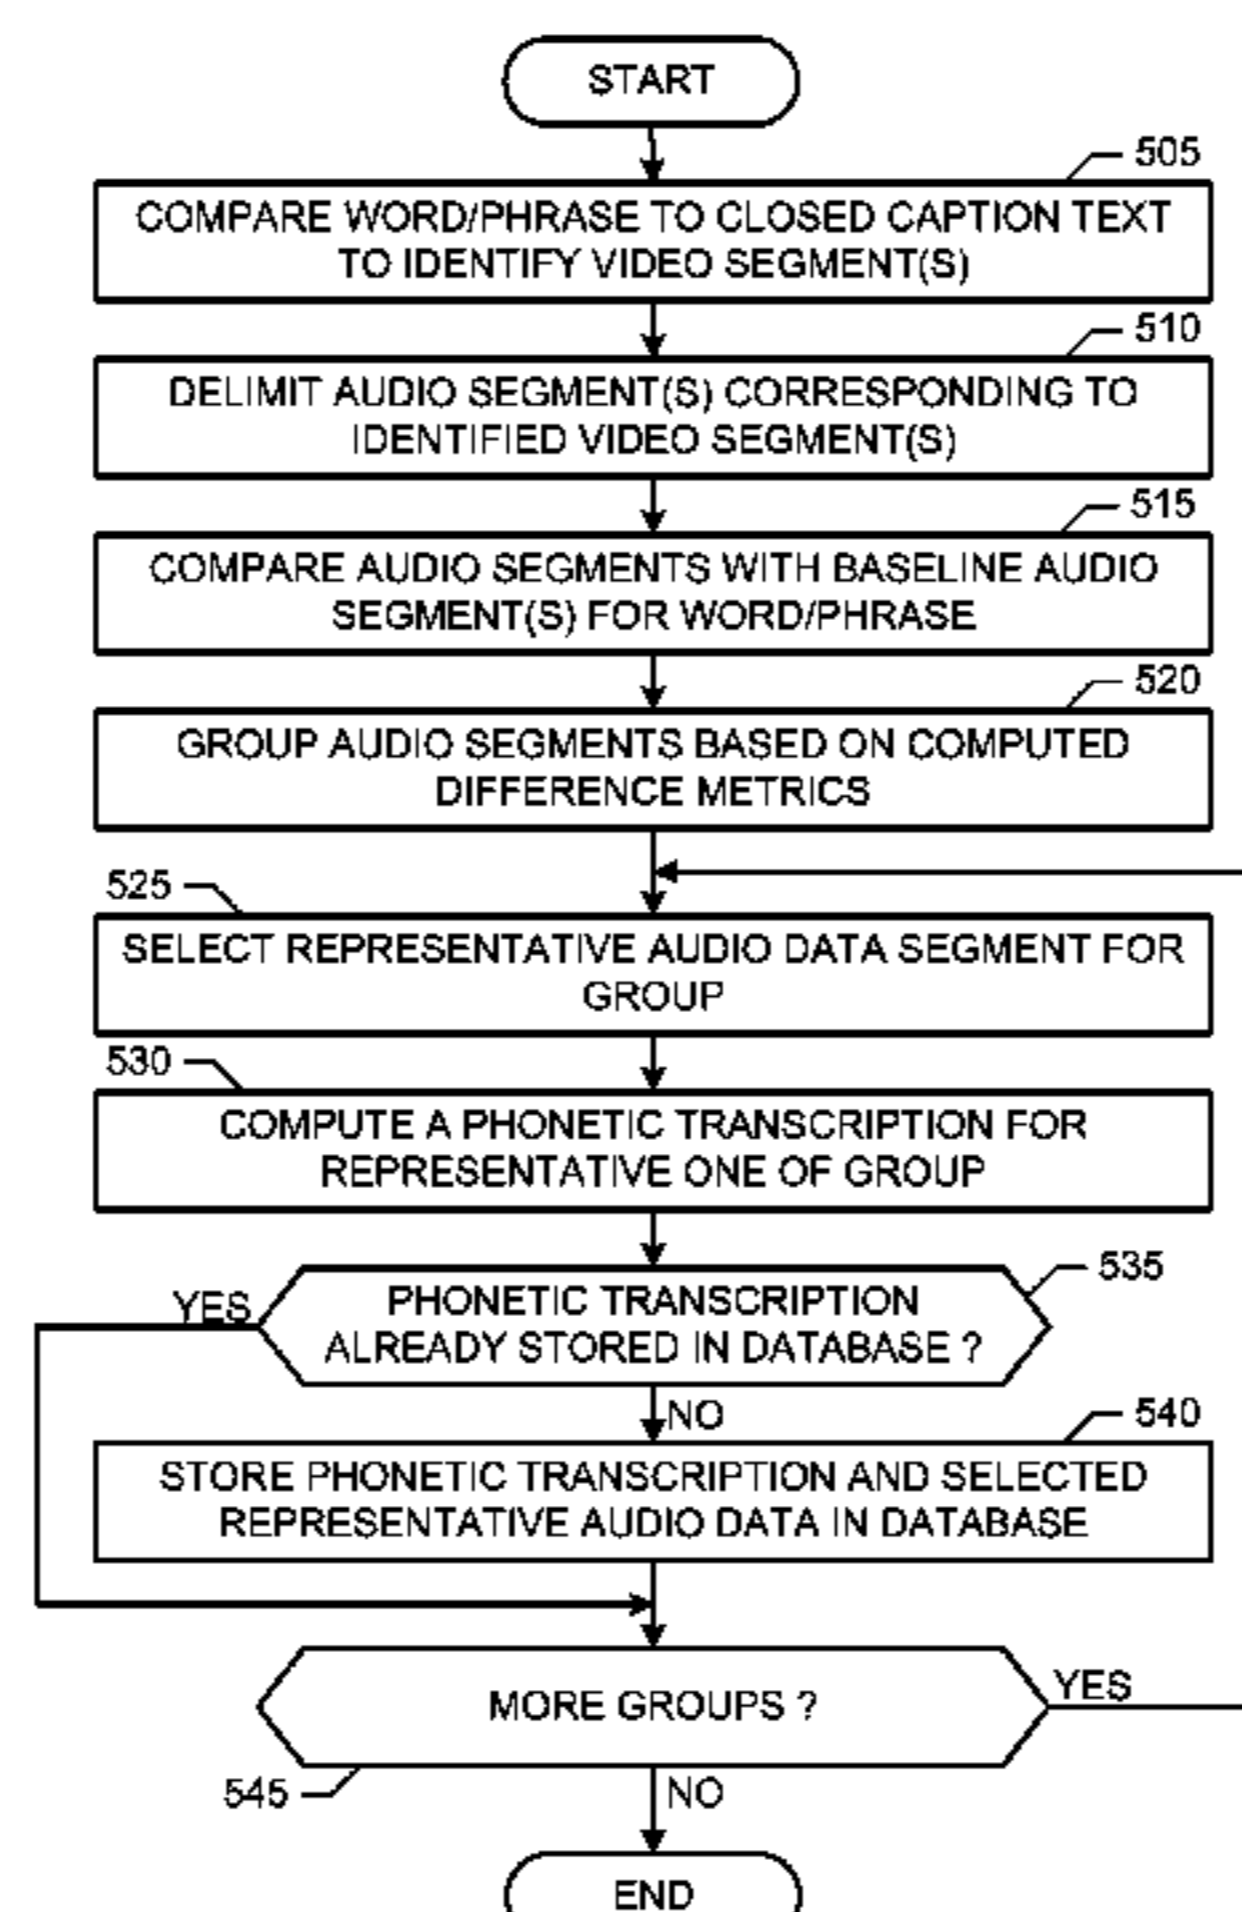 START
505
COMPARE WORD/PHRASE TO CLOSED CAPTION TEXT
TO IDENTIFY VIDEO SEGMENT(S)
510
DELIMIT AUDIO SEGMENT(S) CORRESPONDING TO
IDENTIFIED VIDEO SEGMENT(S)
515
COMPARE AUDIO SEGMENTS WITH BASELINE AUDIO
SEGMENT(S) FOR WORD/PHRASE
520
GROUP AUDIO SEGMENTS BASED ON COMPUTED
DIFFERENCE METRICS
525
SELECT REPRESENTATIVE AUDIO DATA SEGMENT FOR
GROUP
530
COMPUTE A PHONETIC TRANSCRIPTION FOR
REPRESENTATIVE ONE OF GROUP
535
YES
PHONETIC TRANSCRIPTION
ALREADY STORED IN DATABASE ?
NO
540
STORE PHONETIC TRANSCRIPTION AND SELECTED
REPRESENTATIVE AUDIO DATA IN DATABASE
MORE GROUPS ?
YES
545
NO
END